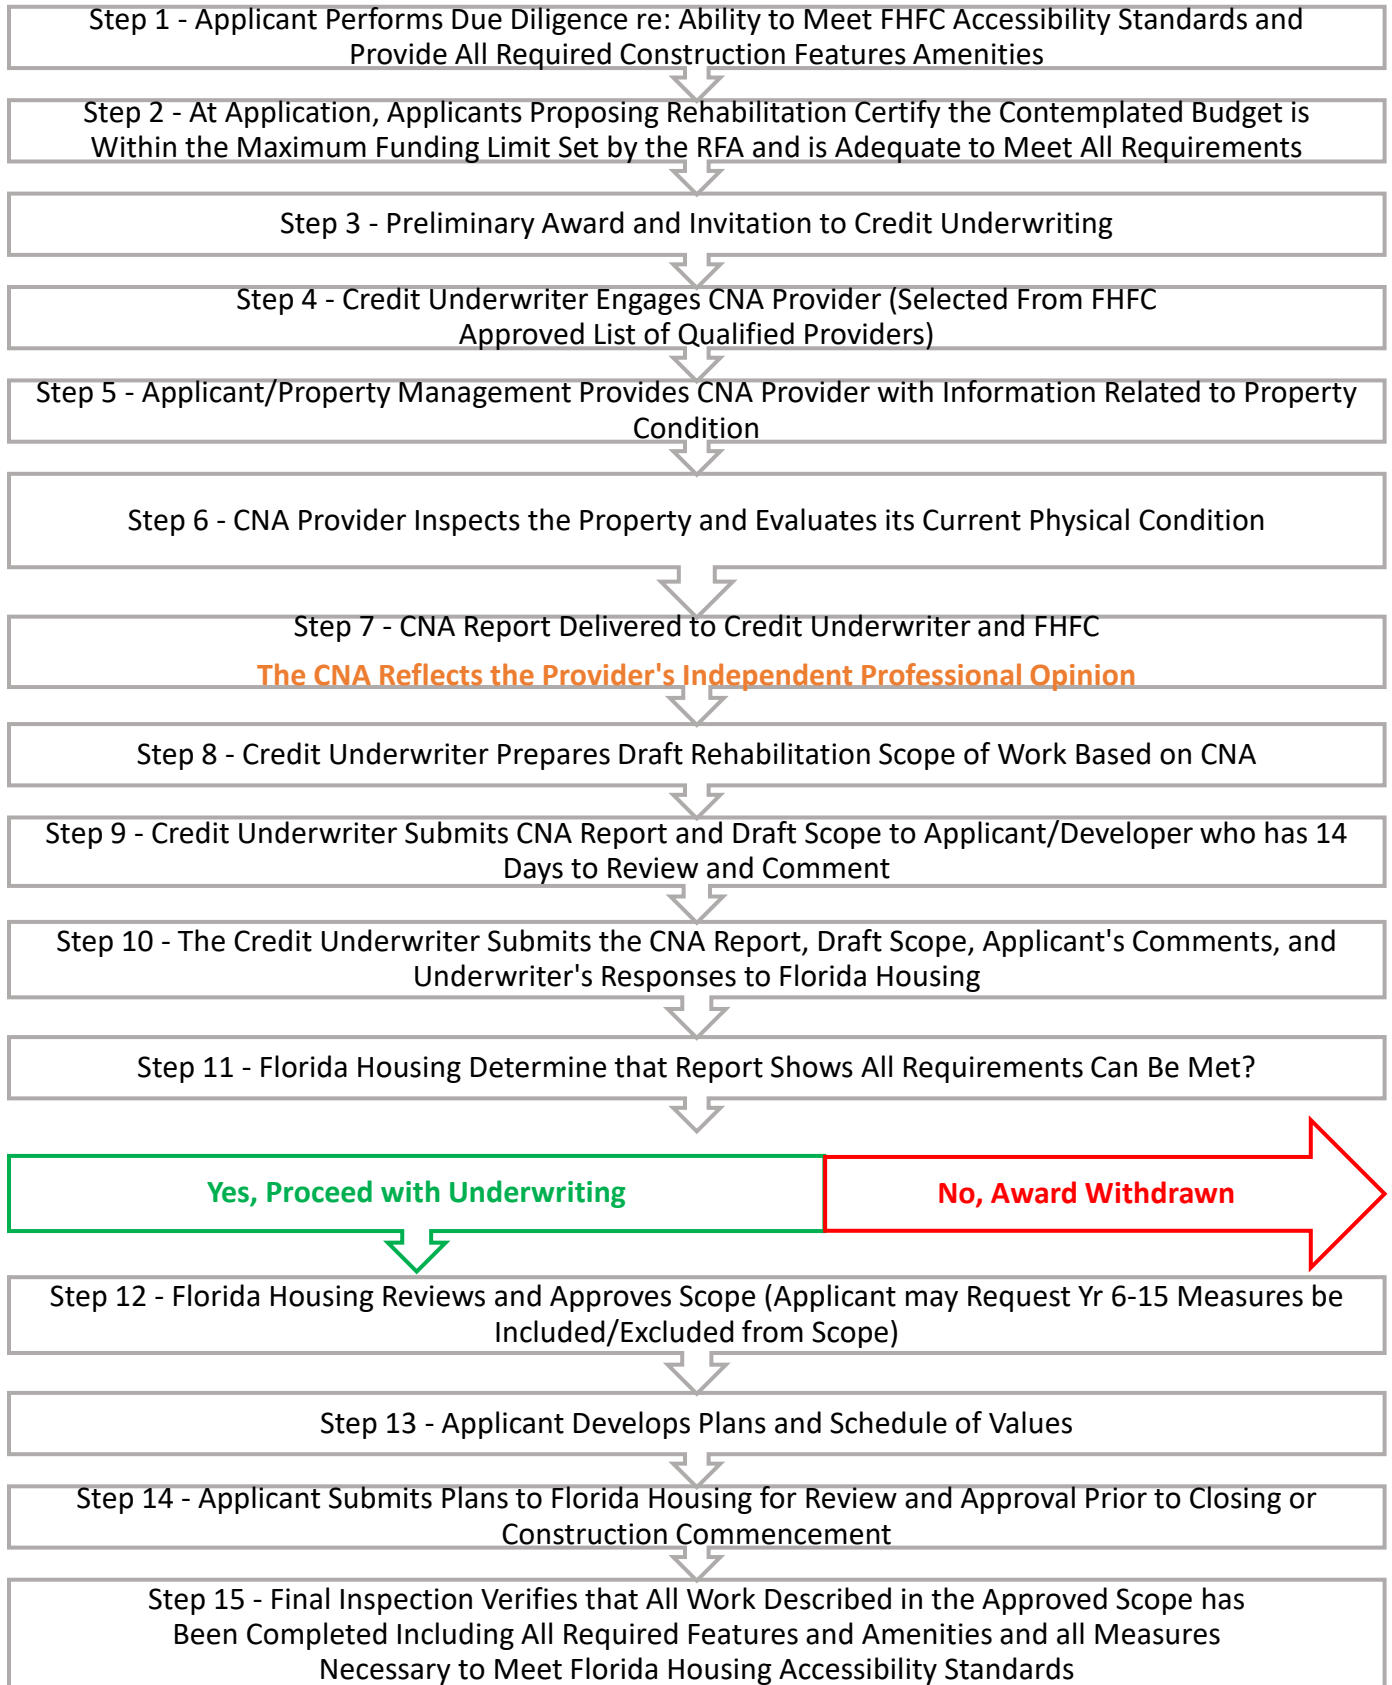 Step 1 - Applicant Performs Due Diligence re: Ability to Meet FHFC Accessibility Standards and
Provide All Required Construction Features Amenities
Step 2 - At Application, Applicants Proposing Rehabilitation Certify the Contemplated Budget is
Within the Maximum Funding Limit Set by the RFA and is Adequate to Meet All Requirements
Step 3 - Preliminary Award and Invitation to Credit Underwriting
Step 4 - Credit Underwriter Engages CNA Provider (Selected From FHFC
Approved List of Qualified Providers)
Step 5 - Applicant/Property Management Provides CNA Provider with Information Related to Property
Condition
Step 6 - CNA Provider Inspects the Property and Evaluates its Current Physical Condition
Step 7 - CNA Report Delivered to Credit Underwriter and FHFC
The CNA Reflects the Provider's Independent Professional Opinion
Step 8 - Credit Underwriter Prepares Draft Rehabilitation Scope of Work Based on CNA
Step 9 - Credit Underwriter Submits CNA Report and Draft Scope to Applicant/Developer who has 14
Days to Review and Comment
Step 10 - The Credit Underwriter Submits the CNA Report, Draft Scope, Applicant's Comments, and
Underwriter's Responses to Florida Housing
Step 11 - Florida Housing Determine that Report Shows All Requirements Can Be Met?
Yes, Proceed with Underwriting
No, Award Withdrawn
Step 12 - Florida Housing Reviews and Approves Scope (Applicant may Request Yr 6-15 Measures be
Included/Excluded from Scope)
Step 13 - Applicant Develops Plans and Schedule of Values
Step 14 - Applicant Submits Plans to Florida Housing for Review and Approval Prior to Closing or
Construction Commencement
Step 15 - Final Inspection Verifies that All Work Described in the Approved Scope has
Been Completed Including All Required Features and Amenities and all Measures
Necessary to Meet Florida Housing Accessibility Standards